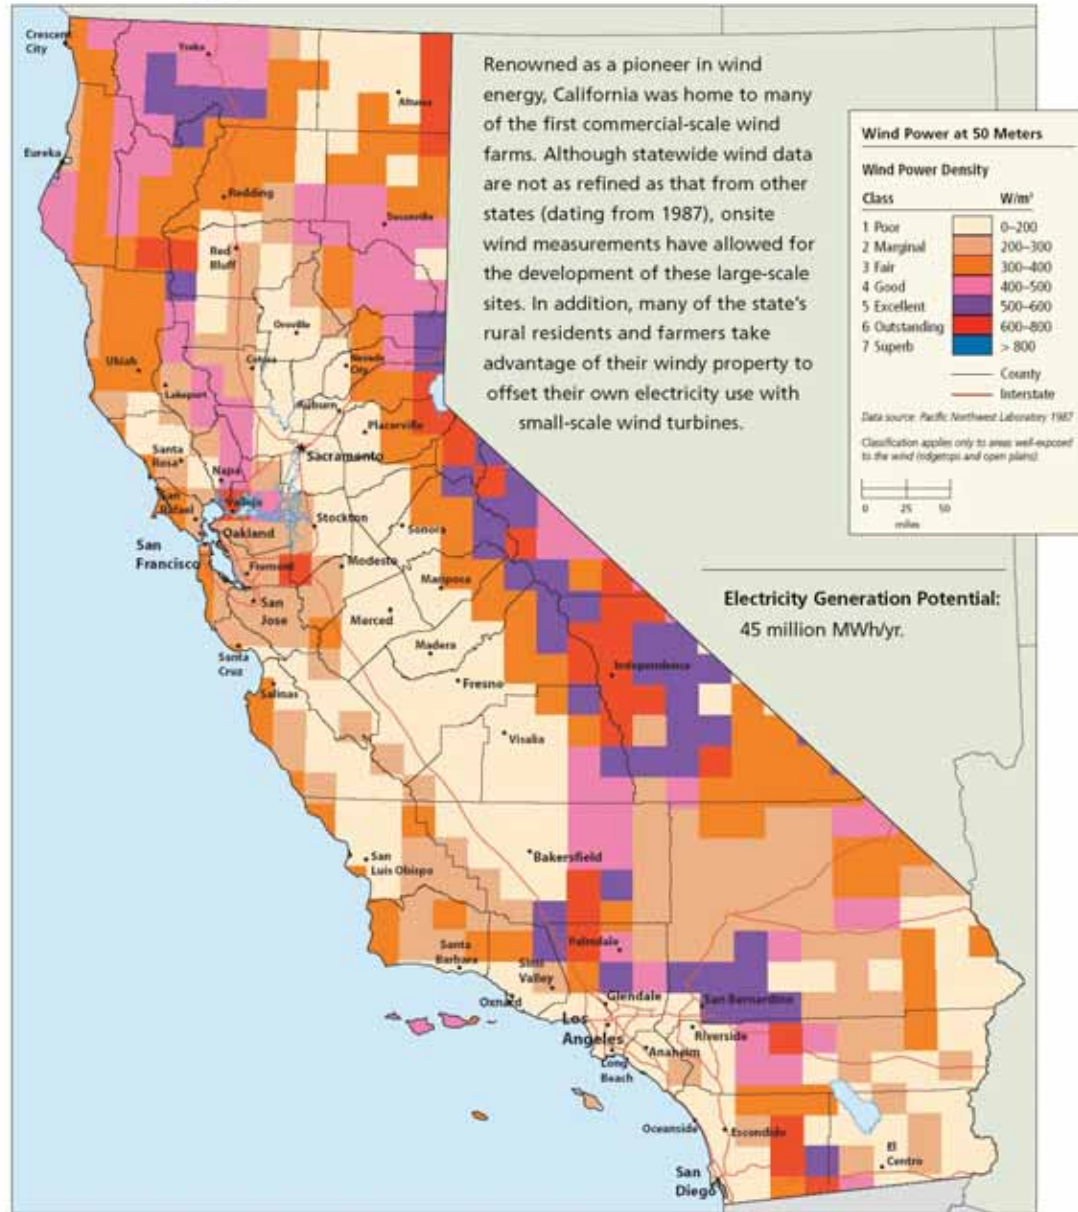 Renowned as a pioneer in wind
energy, California was home to many
of the first commercial-scale wind
farms. Although statewide wind data
are not as refined as that from other
states (dating from 1987), onsite
wind measurements have allowed for
the development of these large-scale
sites. In addition, many of the state's
rural residents and farmers take
advantage of their windy property to
offset their own electricity use with
small-scale wind turbines.
Wind Power at 50 Meters
Wind Power Density
Class W/m²
1 Poor 0–200
2 Marginal 200–300
3 Fair 300–400
4 Good 400–500
5 Excellent 500–600
6 Outstanding 600–800
7 Superb > 800
County
Interstate
Data source: Pacific Northwest Laboratory 1987
Classification applies only to areas well-exposed
to the wind (ridgetops and open plains)
0 25 50
miles
Electricity Generation Potential:
45 million MWh/yr.
Crescent
City
Yreka
Alturas
Eureka
Redding
Susanville
Red
Bluff
Oroville
Ukiah
Colusa
Nevada
City
Lakeport
Auburn
Placerville
Santa
Rosa
Sacramento
Napa
San
Rafael
Vallejo
Stockton
Oakland
Sonora
San
Francisco
Fremont
Modesto
Mariposa
San
Jose
Merced
Madera
Santa
Cruz
Independence
Fresno
Salinas
Visalia
San
Luis Obispo
Bakersfield
Santa
Barbara
Palmdale
Simi
Valley
Oxnard
Glendale
San Bernardino
Los
Angeles
Riverside
Anaheim
Long
Beach
Oceanside
Escondido
El
Centro
San
Diego